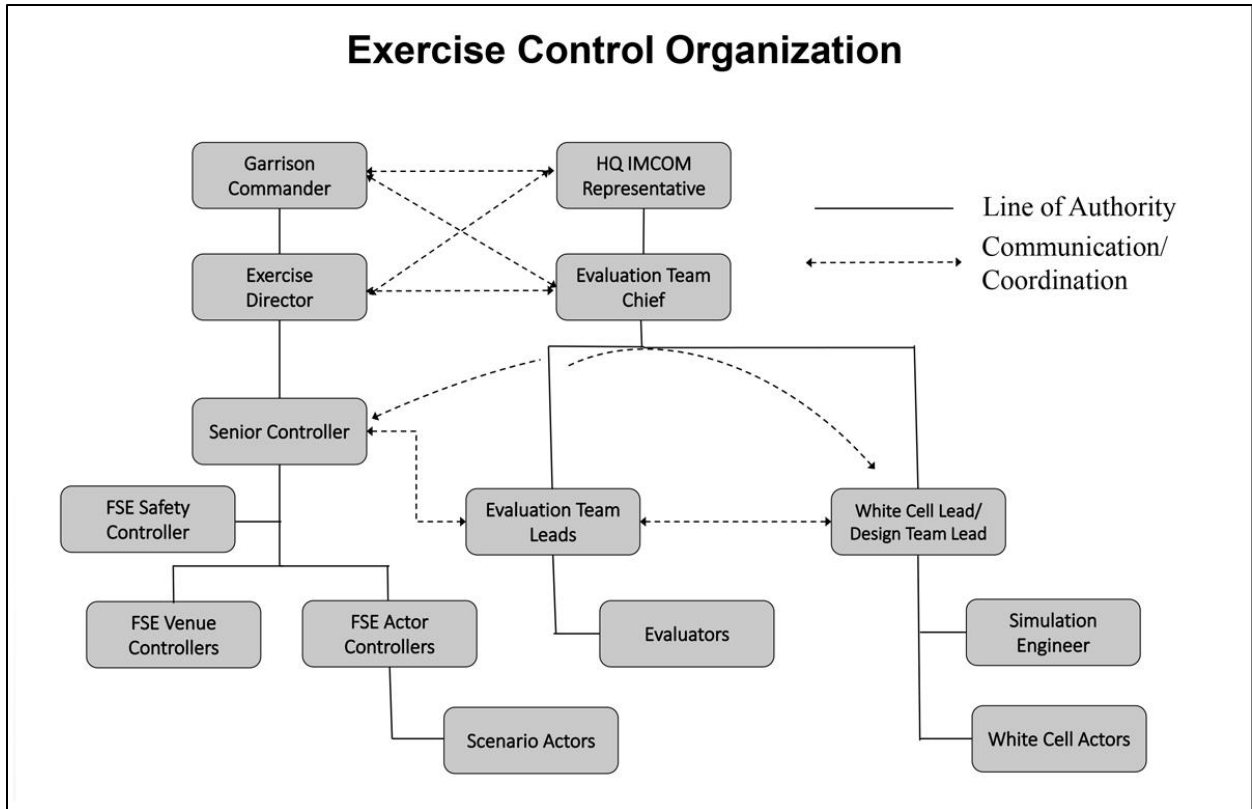 Exercise Control Organization
Garrison
Commander
HQ IMCOM
Representative
Line of Authority
Communication/
Coordination
Exercise
Director
Evaluation Team
Chief
Senior Controller
FSE Safety
Controller
Evaluation Team
Leads
White Cell Lead/
Design Team Lead
FSE Venue
Controllers
FSE Actor
Controllers
Evaluators
Simulation
Engineer
Scenario Actors
White Cell Actors